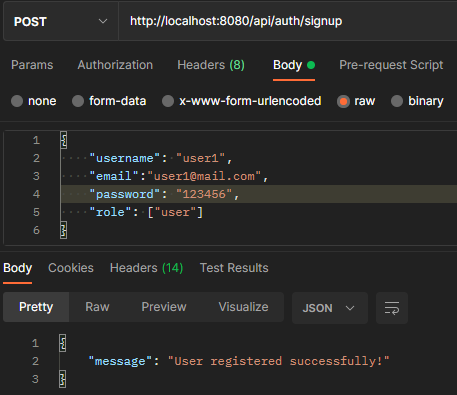 POST http://localhost:8080/api/auth/signup
Params Authorization Headers (8) Body Pre-request Script
none form-data x-www-form-urlencoded raw binary
1 {
2 "username": "user1",
3 "email":"user1@mail.com",
4 "password": "123456",
5 "role": ["user"]
6 }
Body Cookies Headers (14) Test Results
Pretty Raw Preview Visualize JSON
1 {
2 "message": "User registered successfully!"
3 }